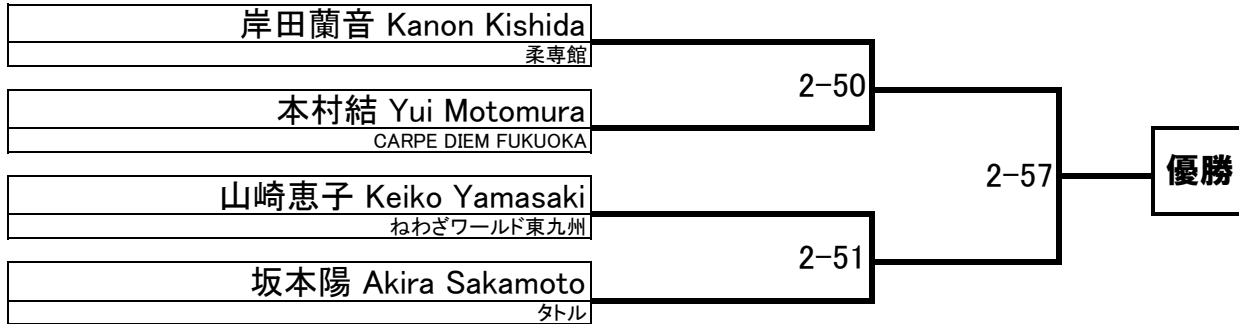 岸田蘭音 Kanon Kishida
柔専館
2-50
本村結 Yui Motomura
CARPE DIEM FUKUOKA
2-57
優勝
山崎恵子 Keiko Yamasaki
ねわざワールド東九州
2-51
坂本陽 Akira Sakamoto
タトル